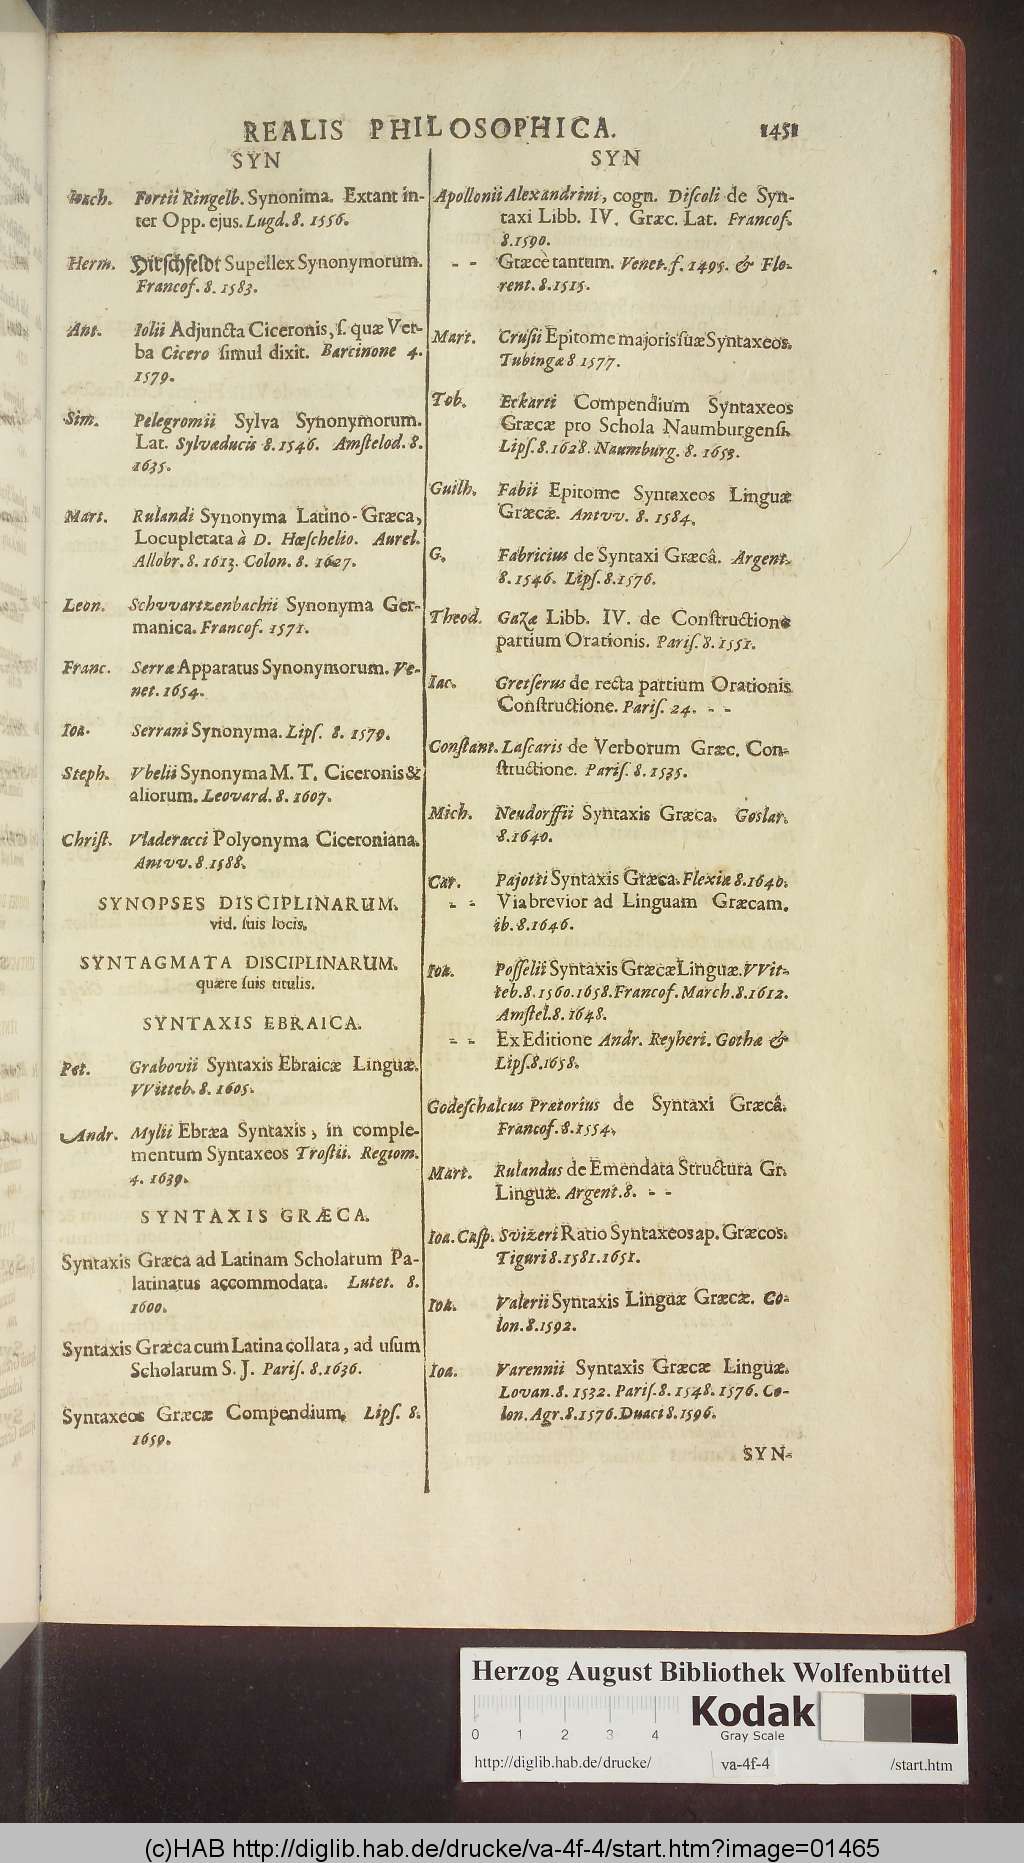 REALIS PHILOSOPHICA. 1451
SYN
Ioach. Fortii Ringelb. Synonima. Extant in-
ter Opp. ejus. Lugd. 8. 1556.
Herm. Hitschfeldt Supellex Synonymorum.
Francof. 8. 1583.
Ant. Iolii Adjuncta Ciceronis, ſ. quæ Ver-
ba Cicero ſimul dixit. Barcinone 4.
1579.
Sim. Pelegromii Sylva Synonymorum.
Lat. Sylvaducis 8. 1546. Amſtelod. 8.
1635.
Mart. Rulandi Synonyma Latino-Græca,
Locupletata à D. Hœſchelio. Aurel.
Allobr. 8. 1613. Colon. 8. 1627.
Leon. Schvvartzenbachii Synonyma Ger-
manica. Francof. 1571.
Franc. Serræ Apparatus Synonymorum. Ve-
net. 1654.
Ioa. Serrani Synonyma. Lipſ. 8. 1579.
Steph. Vbelii Synonyma M. T. Ciceronis &
aliorum. Leovard. 8. 1607.
Chriſt. Vladeracci Polyonyma Ciceroniana.
Antvv. 8. 1588.
SYNOPSES DISCIPLINARUM.
vid. ſuis locis.
SYNTAGMATA DISCIPLINARUM.
quære ſuis titulis.
SYNTAXIS EBRAICA.
Pet. Grabovii Syntaxis Ebraicæ Linguæ.
VVitteb. 8. 1605.
Andr. Mylii Ebræa Syntaxis, in comple-
mentum Syntaxeos Troſtii. Regiom.
4. 1639.
SYNTAXIS GRÆCA.
Syntaxis Græca ad Latinam Scholarum Pa-
latinatus accommodata. Lutet. 8.
1600.
Syntaxis Græca cum Latina collata, ad uſum
Scholarum S. J. Pariſ. 8. 1636.
Syntaxeos Græcæ Compendium. Lipſ. 8.
1659.
SYN
Apollonii Alexandrini, cogn. Diſcoli de Syn-
taxi Libb. IV. Græc. Lat. Francof.
8. 1590.
- - Græcè tantum. Venet. f. 1495. & Flo-
rent. 8. 1515.
Mart. Cruſii Epitome majoris ſuæ Syntaxeos.
Tubingæ 8 1577.
Tob. Eckarti Compendium Syntaxeos
Græcæ pro Schola Naumburgenſi.
Lipſ. 8. 1628. Naumburg. 8. 1653.
Guilh. Fabii Epitome Syntaxeos Linguæ
Græcæ. Antvv. 8. 1584.
G. Fabricius de Syntaxi Græcâ. Argent.
8. 1546. Lipſ. 8. 1576.
Theod. Gazæ Libb. IV. de Conſtructione
partium Orationis. Pariſ. 8. 1551.
Iac. Gretſerus de recta partium Orationis
Conſtructione. Pariſ. 24. - -
Conſtant. Laſcaris de Verborum Græc. Con-
ſtructione. Pariſ. 8. 1535.
Mich. Neudorffii Syntaxis Græca. Goslar.
8. 1640.
Car. Pajotti Syntaxis Græca. Flexiæ 8. 1640.
- - Via brevior ad Linguam Græcam.
ib. 8. 1646.
Ioa. Poſſelii Syntaxis Græcæ Linguæ. VVit-
teb. 8. 1560. 1658. Francof. March. 8. 1612.
Amſtel. 8. 1648.
- - Ex Editione Andr. Reyheri. Gothæ &
Lipſ. 8. 1658.
Godeſchalcus Prætorius de Syntaxi Græcâ.
Francof. 8. 1554.
Mart. Rulandus de Emendata Structura Gr.
Linguæ. Argent. 8. - -
Ioa. Caſp. Svizeri Ratio Syntaxeos ap. Græcos.
Tiguri 8. 1581. 1651.
Ioa. Valerii Syntaxis Linguæ Græcæ. Co-
lon. 8. 1592.
Ioa. Varennii Syntaxis Græcæ Linguæ.
Lovan. 8. 1532. Pariſ. 8. 1548. 1576. Co-
lon. Agr. 8. 1576. Duaci 8. 1596.
SYN-
Herzog August Bibliothek Wolfenbüttel
Kodak
0 1 2 3 4 Gray Scale
http://diglib.hab.de/drucke/ va-4f-4 /start.htm
(c)HAB http://diglib.hab.de/drucke/va-4f-4/start.htm?image=01465